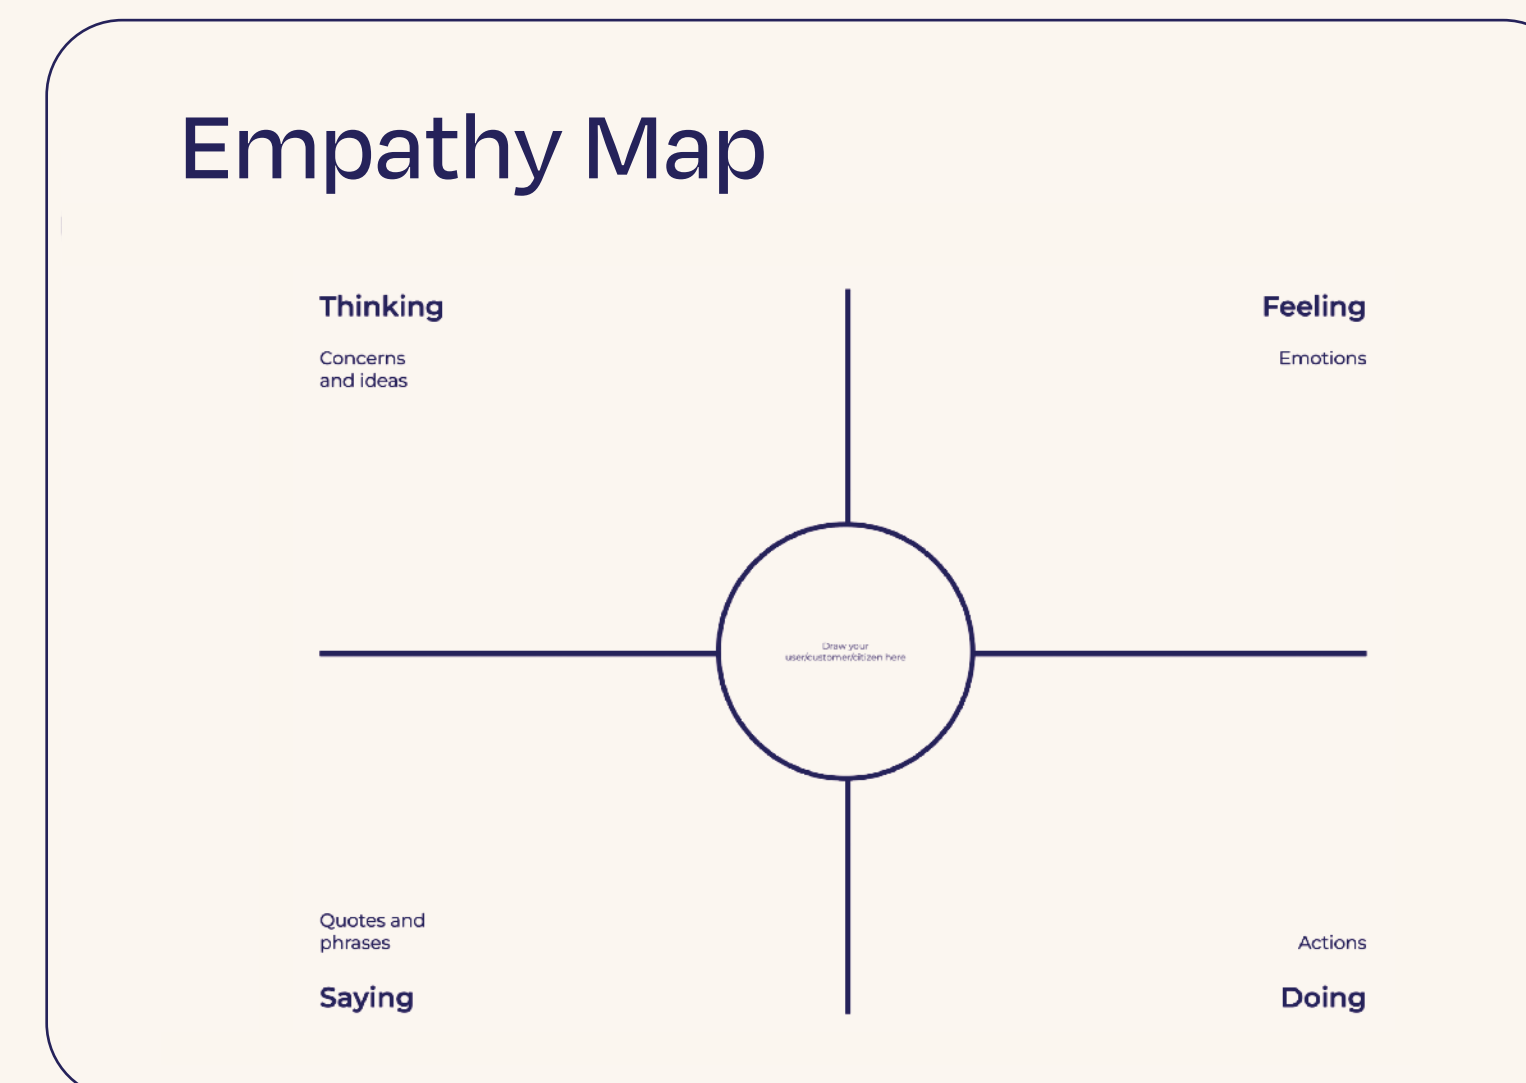 Empathy Map
Thinking
Concerns
and ideas
Feeling
Emotions
Draw your
user/customer/citizen here
Quotes and
phrases
Saying
Actions
Doing